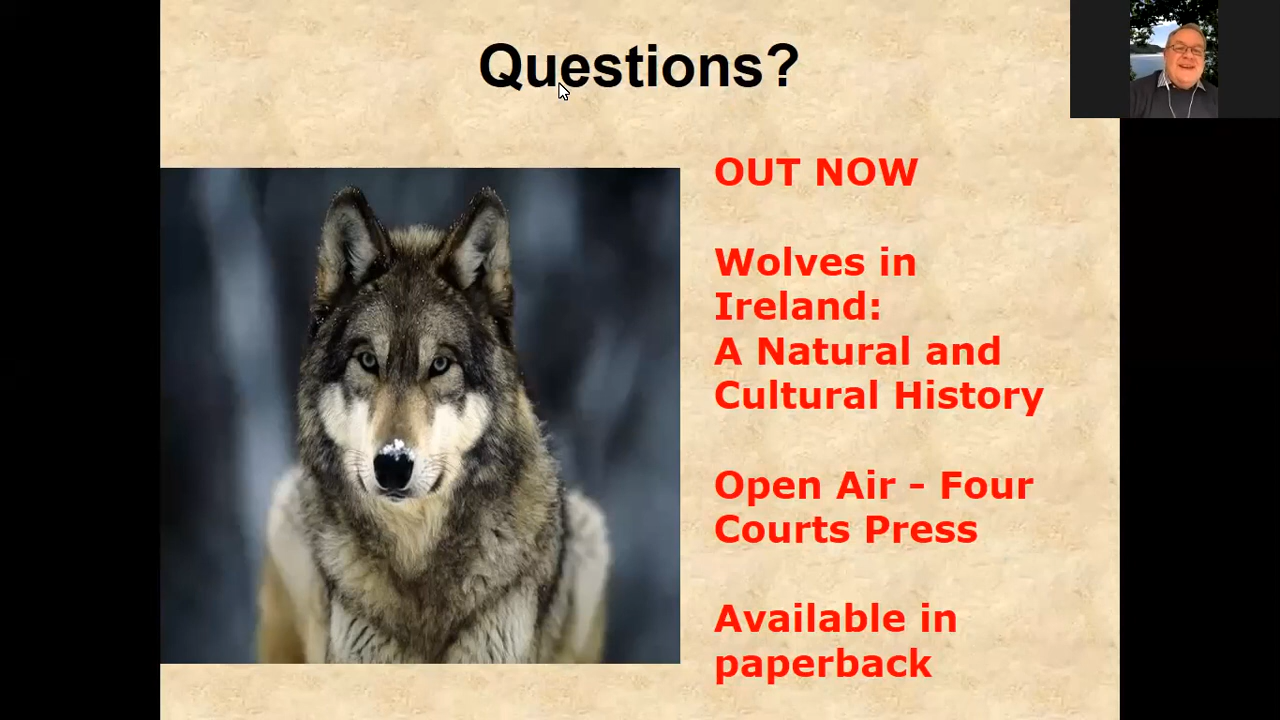 Questions?
OUT NOW
Wolves in
Ireland:
A Natural and
Cultural History
Open Air - Four
Courts Press
Available in
paperback